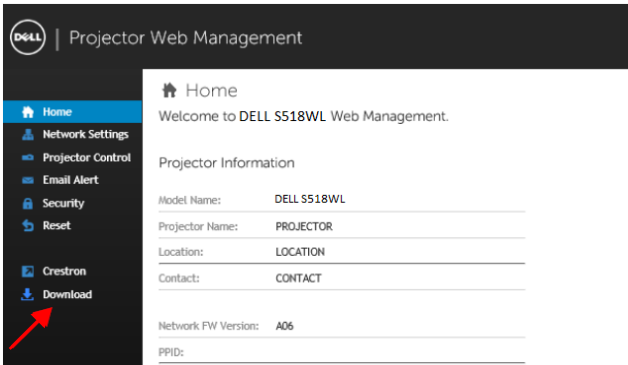 DELL | Projector Web Management
Home
Welcome to DELL S518WL Web Management.
Home
Network Settings
Projector Control
Email Alert
Security
Reset
Crestron
Download
Projector Information
Model Name: DELL S518WL
Projector Name: PROJECTOR
Location: LOCATION
Contact: CONTACT
Network FW Version: A06
PPID: